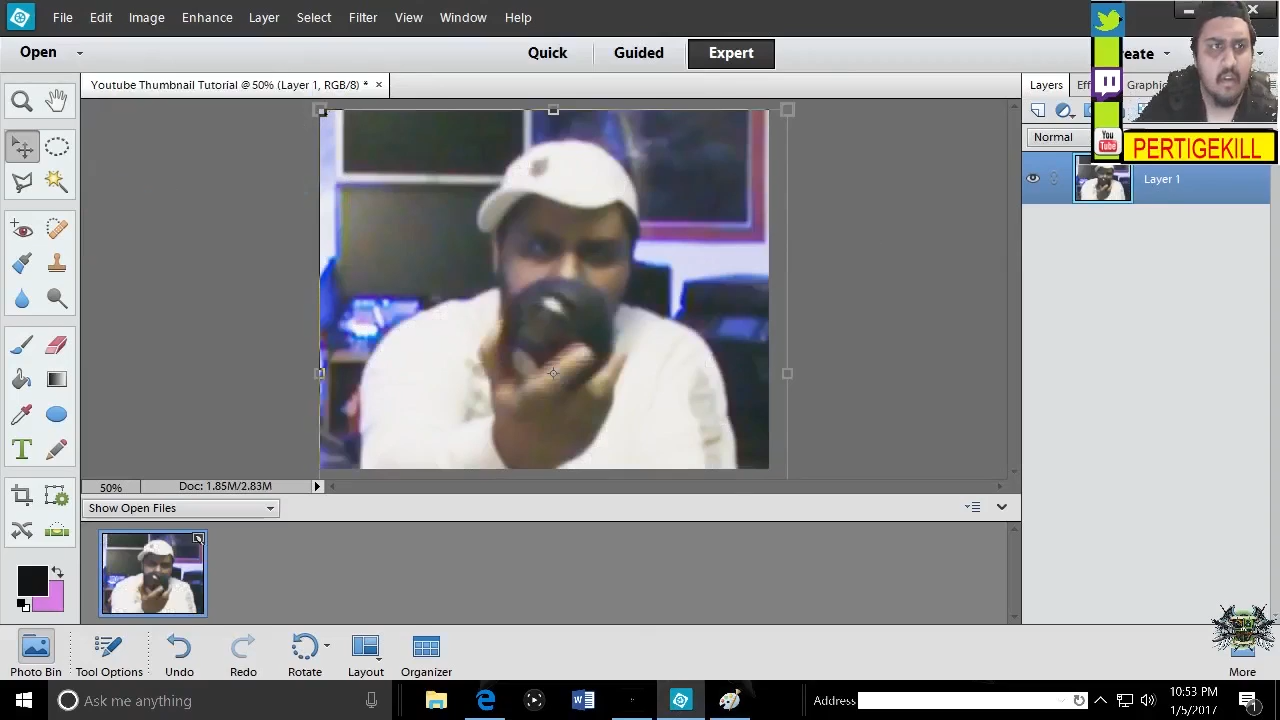 File Edit Image Enhance Layer Select Filter View Window Help
Open Quick Guided Expert
Youtube Thumbnail Tutorial @ 50% (Layer 1, RGB/8) * ×
Layers
Normal
You
Tube
PERTIGEKILL
Layer 1
T
50% Doc: 1.85M/2.83M
Show Open Files
Photo Bin Tool Options Undo Redo Rotate Layout Organizer More
Ask me anything
Address
10:53 PM
1/5/2017